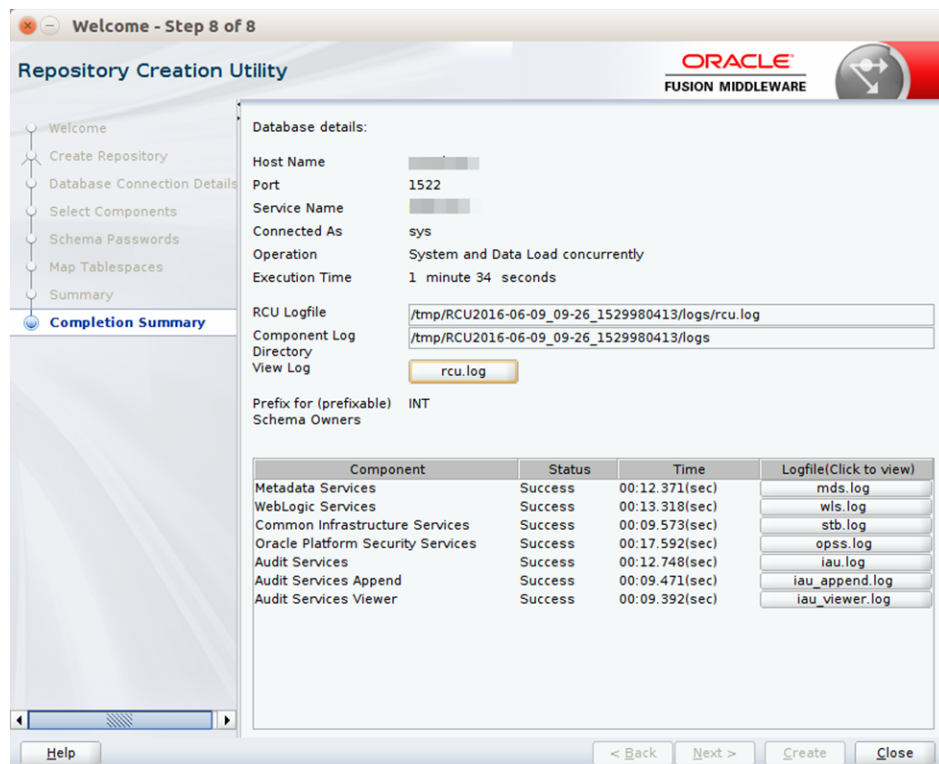 Welcome - Step 8 of 8
Repository Creation Utility
ORACLE
FUSION MIDDLEWARE
Welcome
Create Repository
Database Connection Details
Select Components
Schema Passwords
Map Tablespaces
Summary
Completion Summary
Database details:
Host Name
Port 1522
Service Name
Connected As sys
Operation System and Data Load concurrently
Execution Time 1 minute 34 seconds
RCU Logfile /tmp/RCU2016-06-09_09-26_1529980413/logs/rcu.log
Component Log /tmp/RCU2016-06-09_09-26_1529980413/logs
Directory
View Log rcu.log
Prefix for (prefixable) INT
Schema Owners
Component Status Time Logfile(Click to view)
Metadata Services Success 00:12.371(sec) mds.log
WebLogic Services Success 00:13.318(sec) wls.log
Common Infrastructure Services Success 00:09.573(sec) stb.log
Oracle Platform Security Services Success 00:17.592(sec) opss.log
Audit Services Success 00:12.748(sec) iau.log
Audit Services Append Success 00:09.471(sec) iau_append.log
Audit Services Viewer Success 00:09.392(sec) iau_viewer.log
Help < Back Next > Create Close